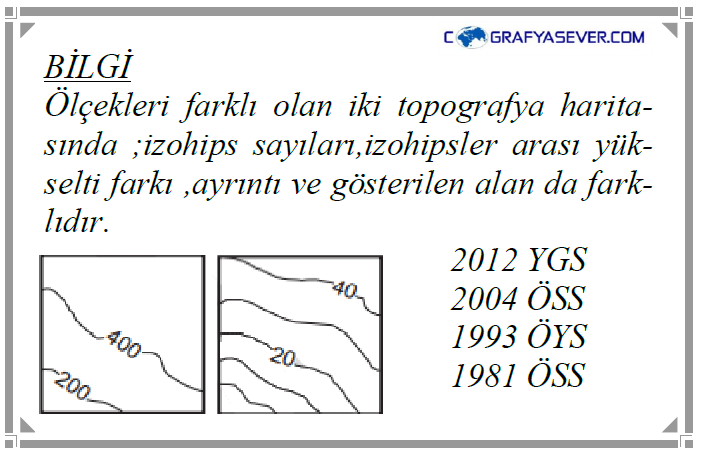 C GRAFYASEVER.COM
BİLGİ
Ölçekleri farklı olan iki topografya harita-
sında ;izohips sayıları,izohipsler arası yük-
selti farkı ,ayrıntı ve gösterilen alan da fark-
lıdır.
400
200
40
20
2012 YGS
2004 ÖSS
1993 ÖYS
1981 ÖSS